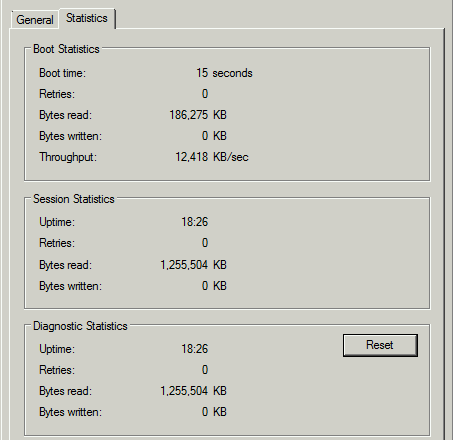 General Statistics
Boot Statistics
Boot time: 15 seconds
Retries: 0
Bytes read: 186,275 KB
Bytes written: 0 KB
Throughput: 12,418 KB/sec
Session Statistics
Uptime: 18:26
Retries: 0
Bytes read: 1,255,504 KB
Bytes written: 0 KB
Diagnostic Statistics
Reset
Uptime: 18:26
Retries: 0
Bytes read: 1,255,504 KB
Bytes written: 0 KB